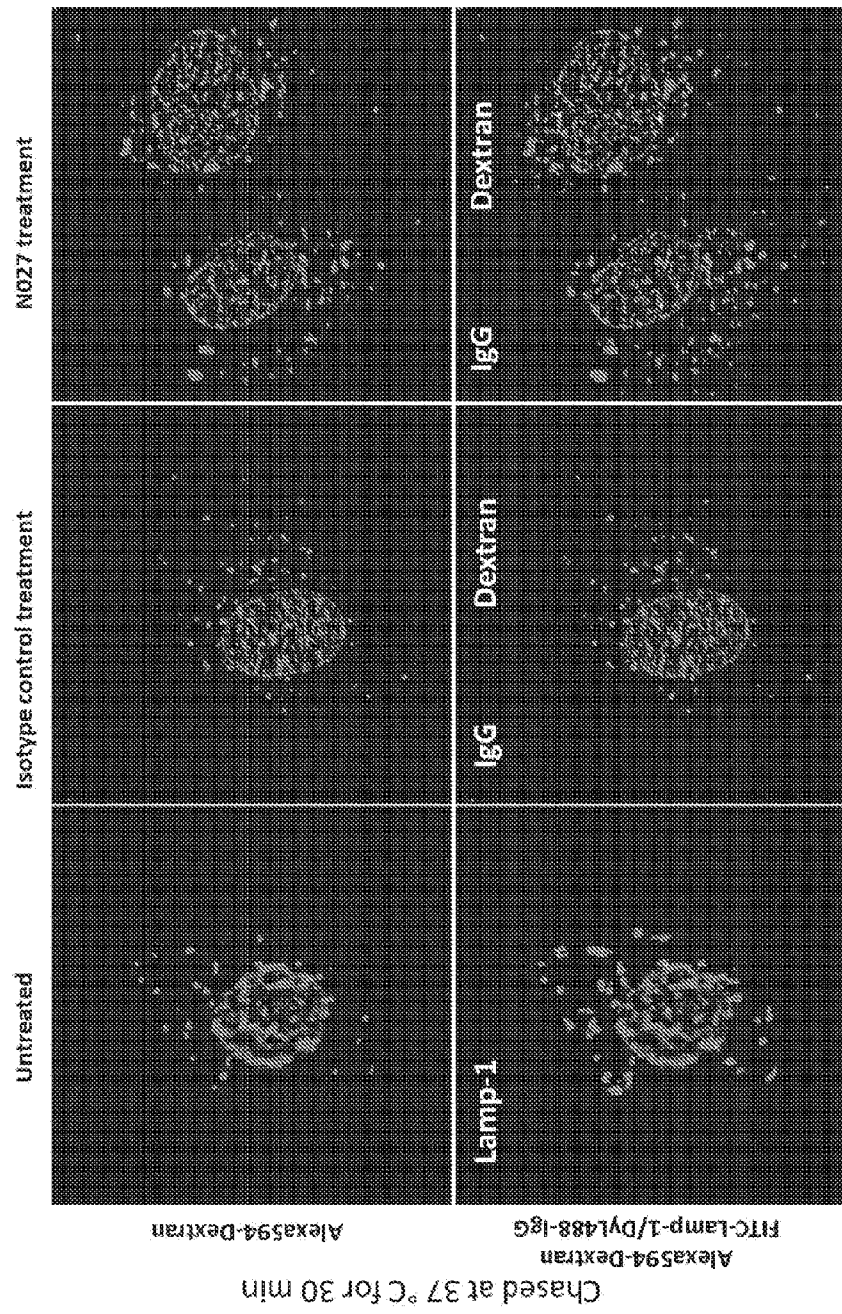 Untreated
Isotype control treatment
N027 treatment
Chased at 37 °C for 30 min
Alexa594-Dextran
Alexa594-Dextran
FITC-Lamp-1/DyL488-IgG
Lamp-1
IgG
Dextran
IgG
Dextran